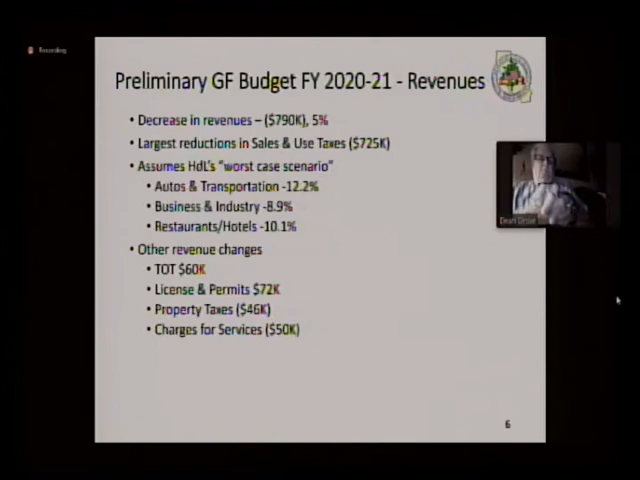 Recording
Preliminary GF Budget FY 2020-21 - Revenues
• Decrease in revenues – ($790K), 5%
• Largest reductions in Sales & Use Taxes ($725K)
• Assumes HdL's "worst case scenario"
• Autos & Transportation -12.2%
• Business & Industry -8.9%
• Restaurants/Hotels -10.1%
• Other revenue changes
• TOT $60K
• License & Permits $72K
• Property Taxes ($46K)
• Charges for Services ($50K)
6